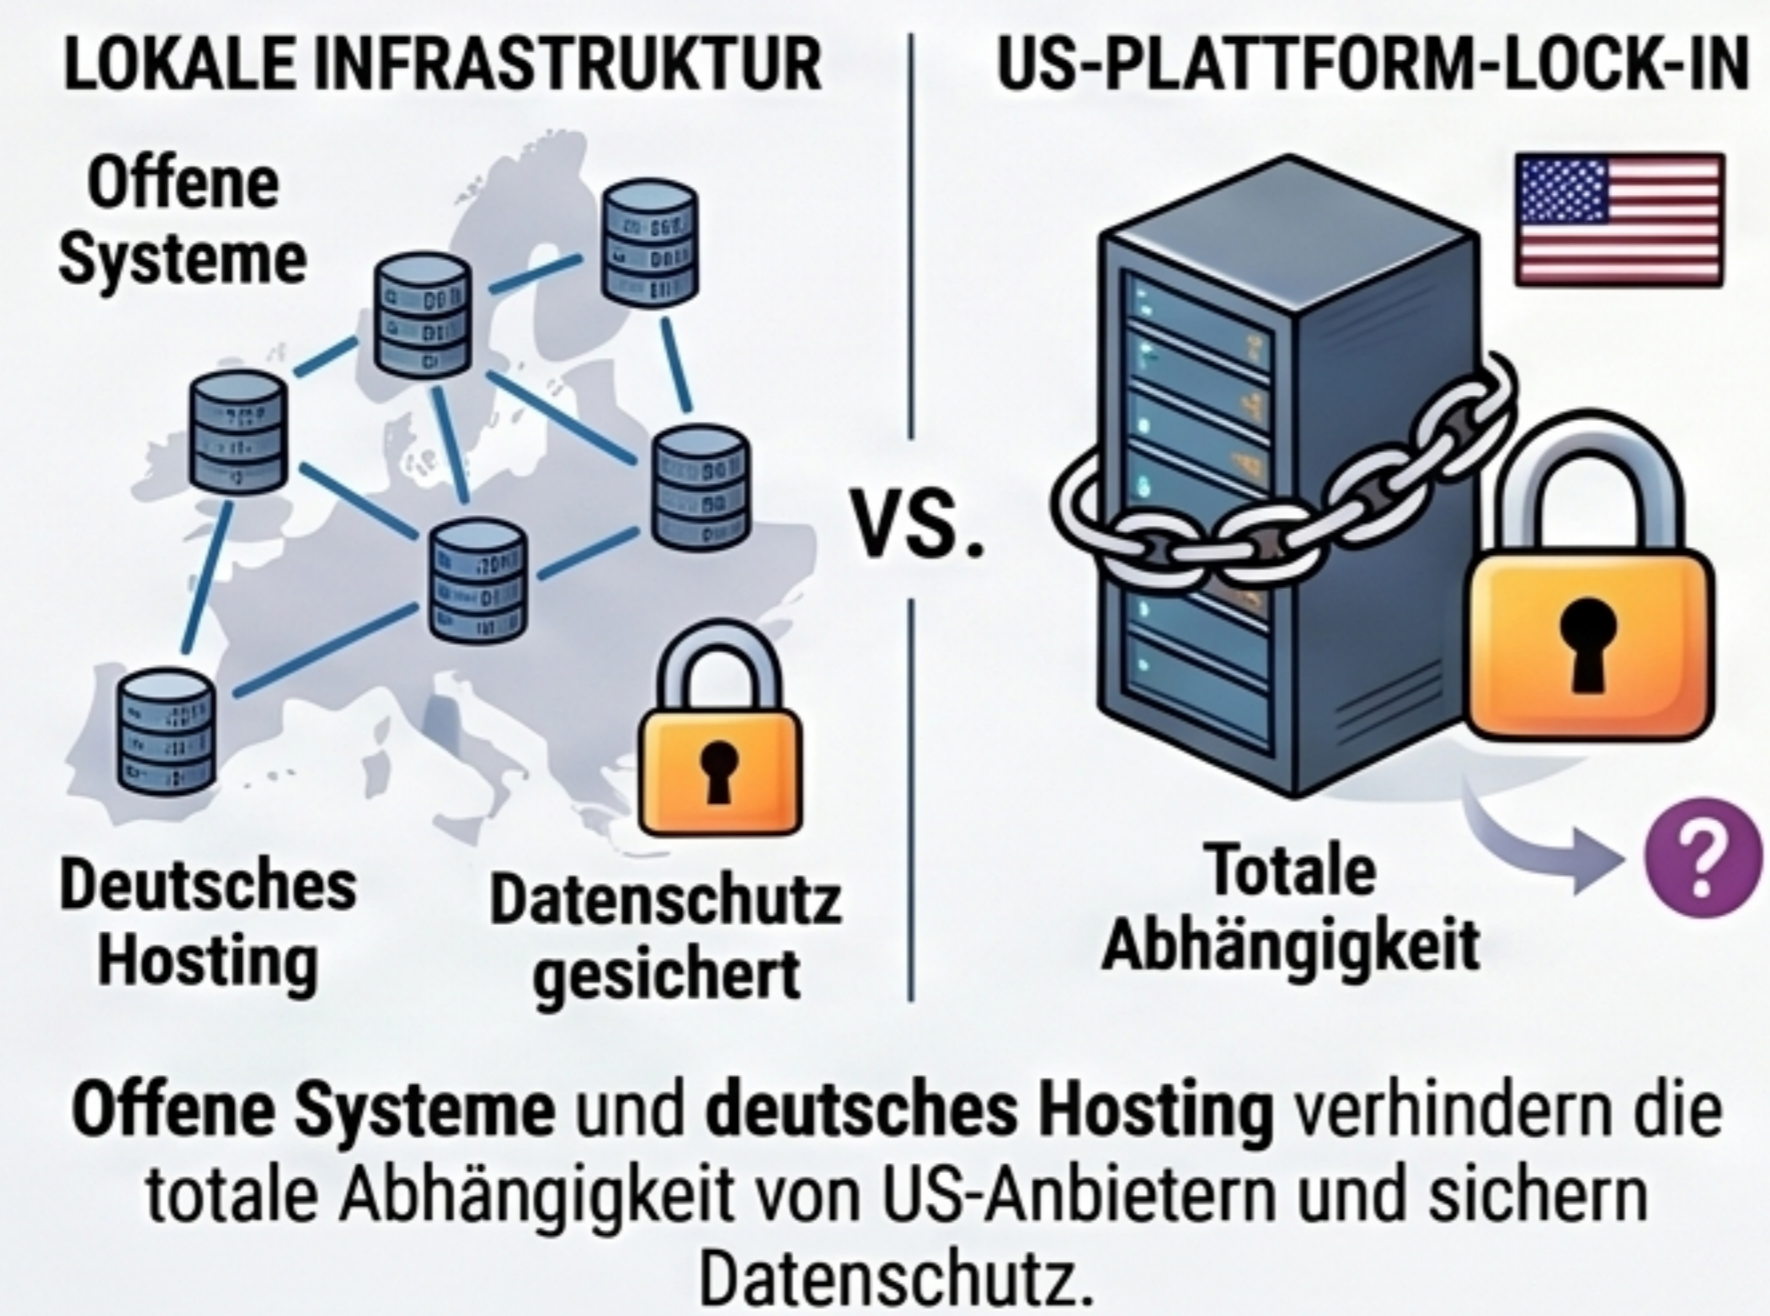 LOKALE INFRASTRUKTUR
Offene
Systeme
Deutsches
Hosting
Datenschutz
gesichert
VS.
US-PLATTFORM-LOCK-IN
Totale
Abhängigkeit
?
Offene Systeme und deutsches Hosting verhindern die
totale Abhängigkeit von US-Anbietern und sichern
Datenschutz.